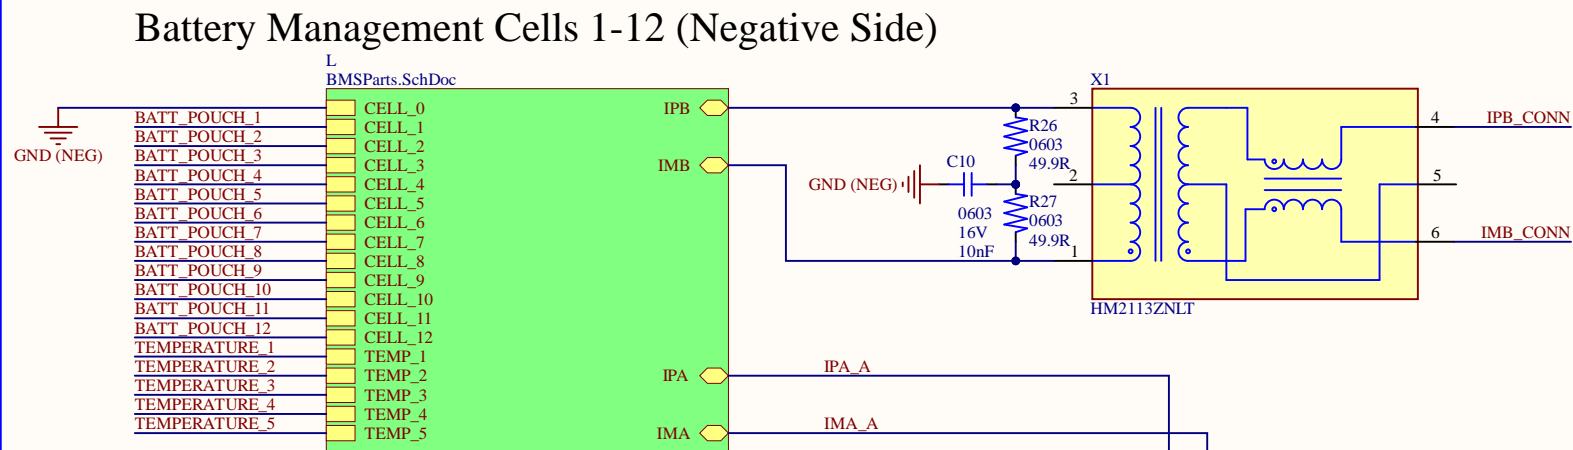 Battery Management Cells 1-12 (Negative Side)
L
BMSParts.SchDoc
GND (NEG)
BATT_POUCH_1
BATT_POUCH_2
BATT_POUCH_3
BATT_POUCH_4
BATT_POUCH_5
BATT_POUCH_6
BATT_POUCH_7
BATT_POUCH_8
BATT_POUCH_9
BATT_POUCH_10
BATT_POUCH_11
BATT_POUCH_12
TEMPERATURE_1
TEMPERATURE_2
TEMPERATURE_3
TEMPERATURE_4
TEMPERATURE_5
CELL_0
CELL_1
CELL_2
CELL_3
CELL_4
CELL_5
CELL_6
CELL_7
CELL_8
CELL_9
CELL_10
CELL_11
CELL_12
TEMP_1
TEMP_2
TEMP_3
TEMP_4
TEMP_5
IPB
IMB
IPA
IMA
IPA_A
IMA_A
GND (NEG)
C10
0603
16V
10nF
R26
0603
49.9R
R27
0603
49.9R
X1
3
2
1
4
5
6
HM2113ZNLT
IPB_CONN
IMB_CONN